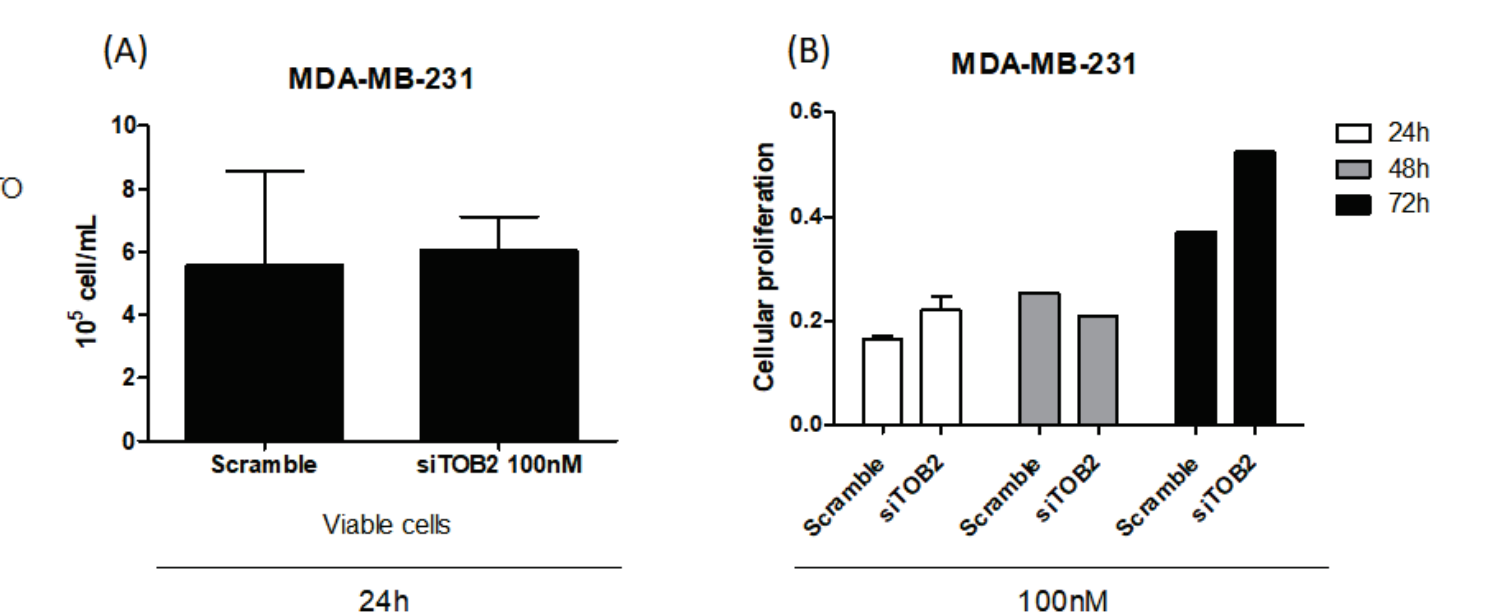 (A)
MDA-MB-231
10
8
6
4
2
0
10⁵ cell/mL
Scramble siTOB2 100nM
Viable cells
24h
(B)
MDA-MB-231
0.6
0.4
0.2
0.0
Cellular proliferation
Scramble siTOB2 Scramble siTOB2 Scramble siTOB2
100nM
24h
48h
72h